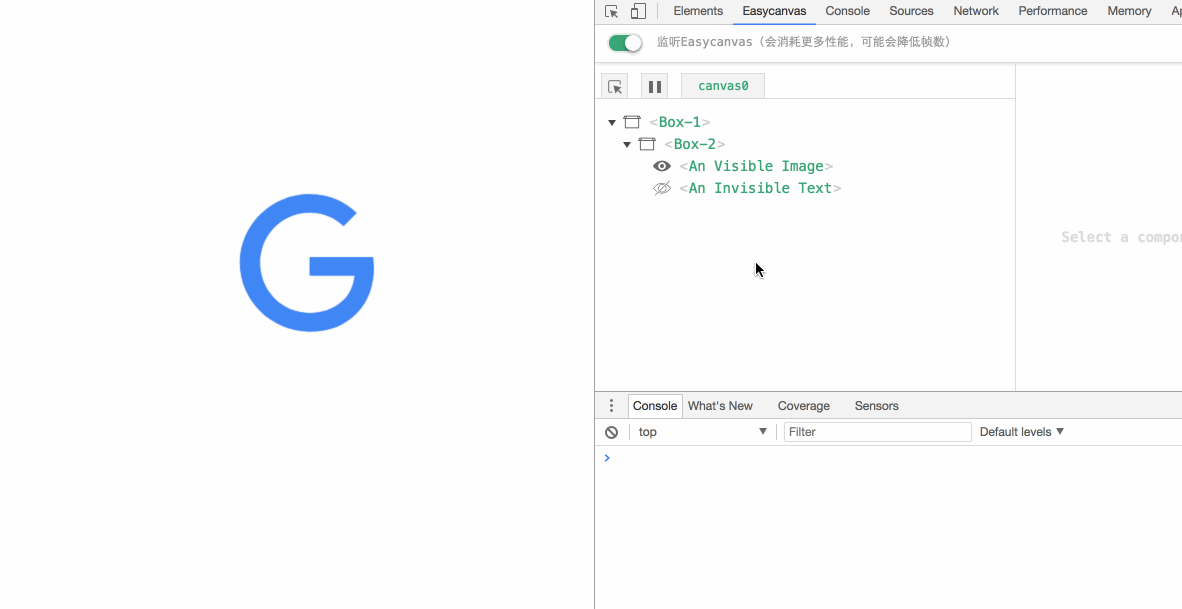 Elements Easycanvas Console Sources Network Performance Memory Ap
监听Easycanvas（会消耗更多性能，可能会降低帧数）
canvas0
<Box-1>
<Box-2>
<An Visible Image>
<An Invisible Text>
Select a compo
Console What's New Coverage Sensors
top Filter Default levels